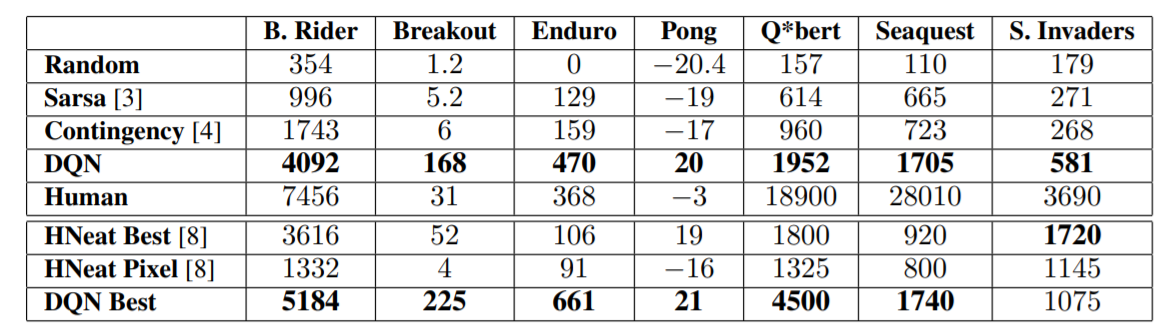 B. Rider Breakout Enduro Pong Q*bert Seaquest S. Invaders
Random 354 1.2 0 −20.4 157 110 179
Sarsa [3] 996 5.2 129 −19 614 665 271
Contingency [4] 1743 6 159 −17 960 723 268
DQN 4092 168 470 20 1952 1705 581
Human 7456 31 368 −3 18900 28010 3690
HNeat Best [8] 3616 52 106 19 1800 920 1720
HNeat Pixel [8] 1332 4 91 −16 1325 800 1145
DQN Best 5184 225 661 21 4500 1740 1075